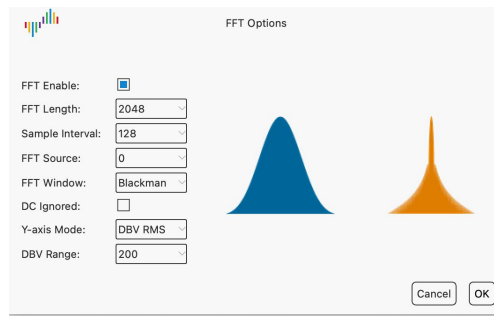 FFT Options
FFT Enable:
FFT Length: 2048
Sample Interval: 128
FFT Source: 0
FFT Window: Blackman
DC Ignored:
Y-axis Mode: DBV RMS
DBV Range: 200
Cancel OK